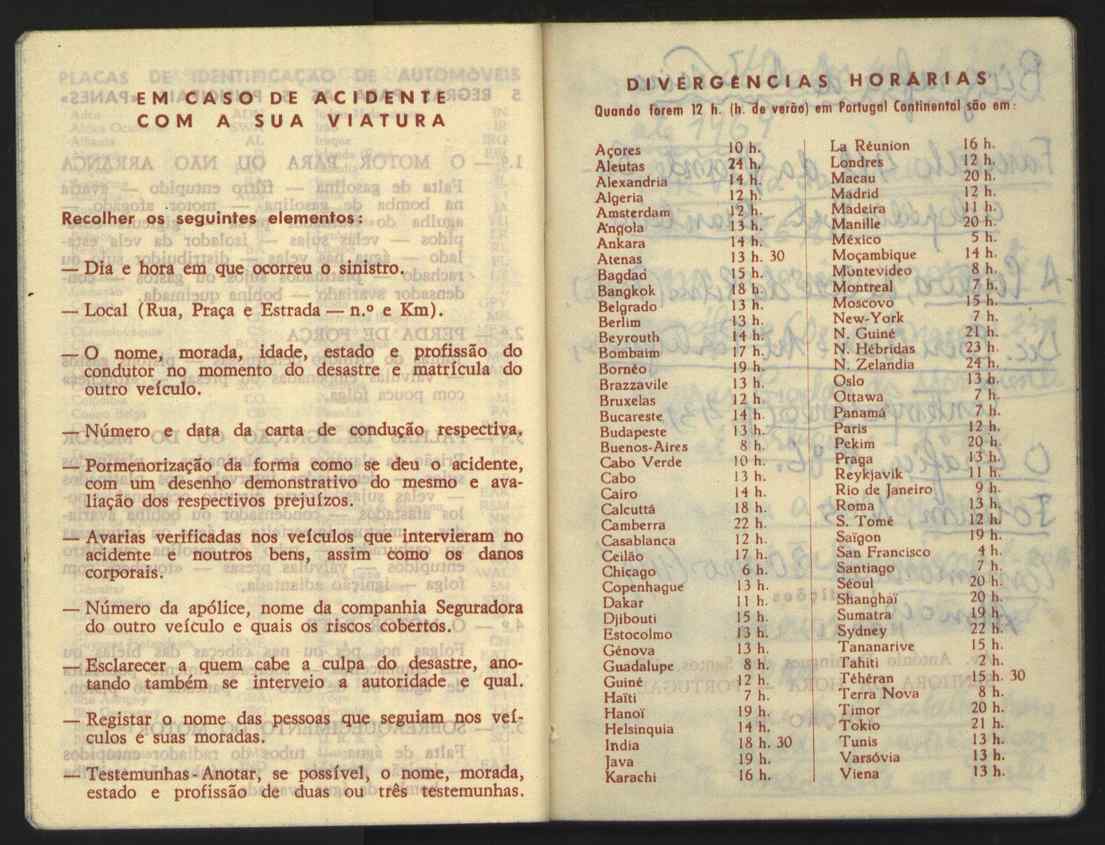 EM CASO DE ACIDENTE
COM A SUA VIATURA
Recolher os seguintes elementos:
— Dia e hora em que ocorreu o sinistro.
— Local (Rua, Praça e Estrada — n.º e Km).
— O nome, morada, idade, estado e profissão do
condutor no momento do desastre e matrícula do
outro veículo.
— Número e data da carta de condução respectiva.
— Pormenorização da forma como se deu o acidente,
com um desenho demonstrativo do mesmo e ava-
liação dos respectivos prejuízos.
— Avarias verificadas nos veículos que intervieram no
acidente e noutros bens, assim como os danos
corporais.
— Número da apólice, nome da companhia Seguradora
do outro veículo e quais os riscos cobertos.
— Esclarecer a quem cabe a culpa do desastre, ano-
tando também se interveio a autoridade e qual.
— Registar o nome das pessoas que seguiam nos veí-
culos e suas moradas.
— Testemunhas - Anotar, se possível, o nome, morada,
estado e profissão de duas ou três testemunhas.
DIVERGÊNCIAS HORÁRIAS
Quando forem 12 h. (h. de verão) em Portugal Continental são em:
Açores 10 h.
Aleutas 24 h.
Alexandria 14 h.
Algeria 12 h.
Amsterdam 12 h.
Angola 13 h.
Ankara 14 h.
Atenas 13 h. 30
Bagdad 15 h.
Bangkok 18 h.
Belgrado 13 h.
Berlim 13 h.
Beyrouth 14 h.
Bombaim 17 h.
Bornéo 19 h.
Brazzavile 13 h.
Bruxelas 12 h.
Bucareste 14 h.
Budapeste 13 h.
Buenos-Aires 8 h.
Cabo Verde 10 h.
Cabo 13 h.
Cairo 14 h.
Calcuttá 18 h.
Camberra 22 h.
Casablanca 12 h.
Ceilão 17 h.
Chicago 6 h.
Copenhague 13 h.
Dakar 11 h.
Djibouti 15 h.
Estocolmo 13 h.
Génova 13 h.
Guadalupe 8 h.
Guiné 12 h.
Haïti 7 h.
Hanoï 19 h.
Helsinquia 14 h.
India 18 h. 30
Java 19 h.
Karachi 16 h.
La Réunion 16 h.
Londres 12 h.
Macau 20 h.
Madrid 12 h.
Madeira 11 h.
Manille 20 h.
México 5 h.
Moçambique 14 h.
Montevideo 8 h.
Montreal 7 h.
Moscovo 15 h.
New-York 7 h.
N. Guiné 21 h.
N. Hébridas 23 h.
N. Zelandia 24 h.
Oslo 13 h.
Ottawa 7 h.
Panamá 7 h.
Paris 12 h.
Pekim 20 h.
Praga 13 h.
Reykjavik 11 h.
Rio de Janeiro 9 h.
Roma 13 h.
S. Tomé 12 h.
Saïgon 19 h.
San Francisco 4 h.
Santiago 7 h.
Séoul 20 h.
Shanghaï 20 h.
Sumatra 19 h.
Sydney 22 h.
Tananarive 15 h.
Tahiti 2 h.
Téhéran 15 h. 30
Terra Nova 8 h.
Timor 20 h.
Tokio 21 h.
Tunis 13 h.
Varsóvia 13 h.
Viena 13 h.